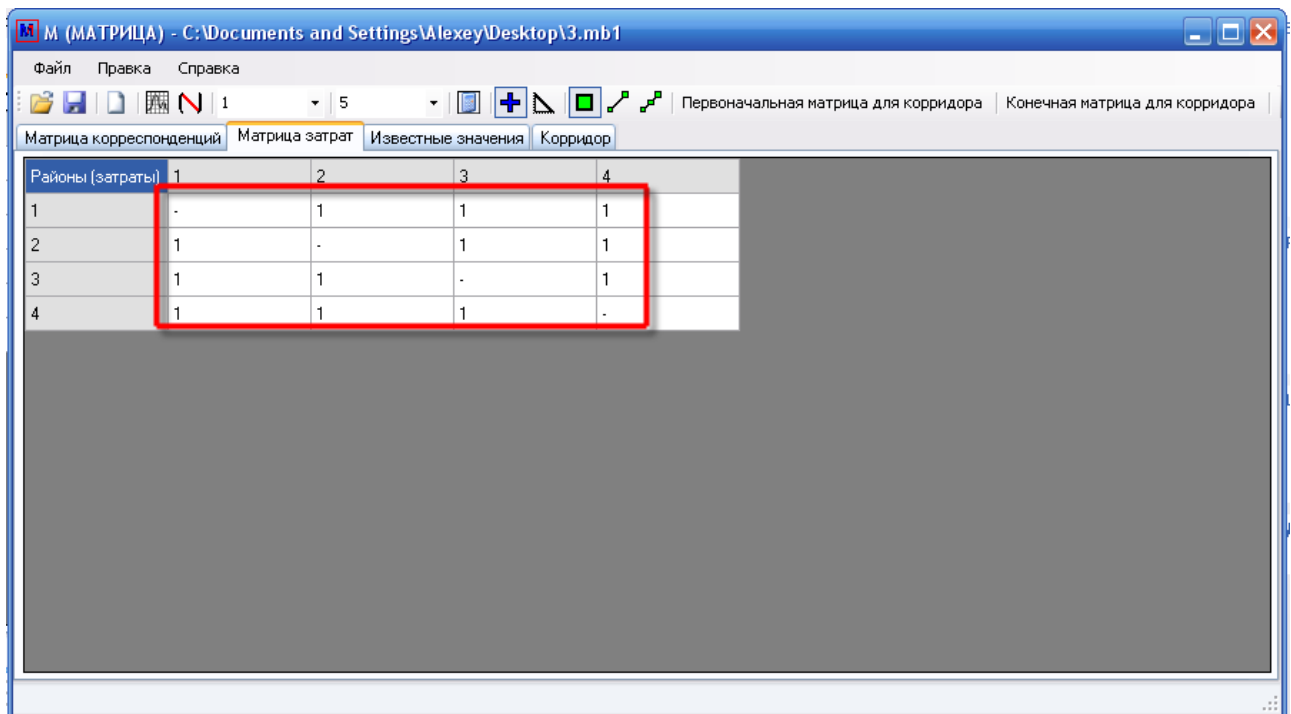 М (МАТРИЦА) - C:\Documents and Settings\Alexey\Desktop\3.mb1
Файл Правка Справка
1 5 Первоначальная матрица для корридора Конечная матрица для корридора
Матрица корреспонденций Матрица затрат Известные значения Корридор
Районы (затраты) 1 2 3 4
1 - 1 1 1
2 1 - 1 1
3 1 1 - 1
4 1 1 1 -